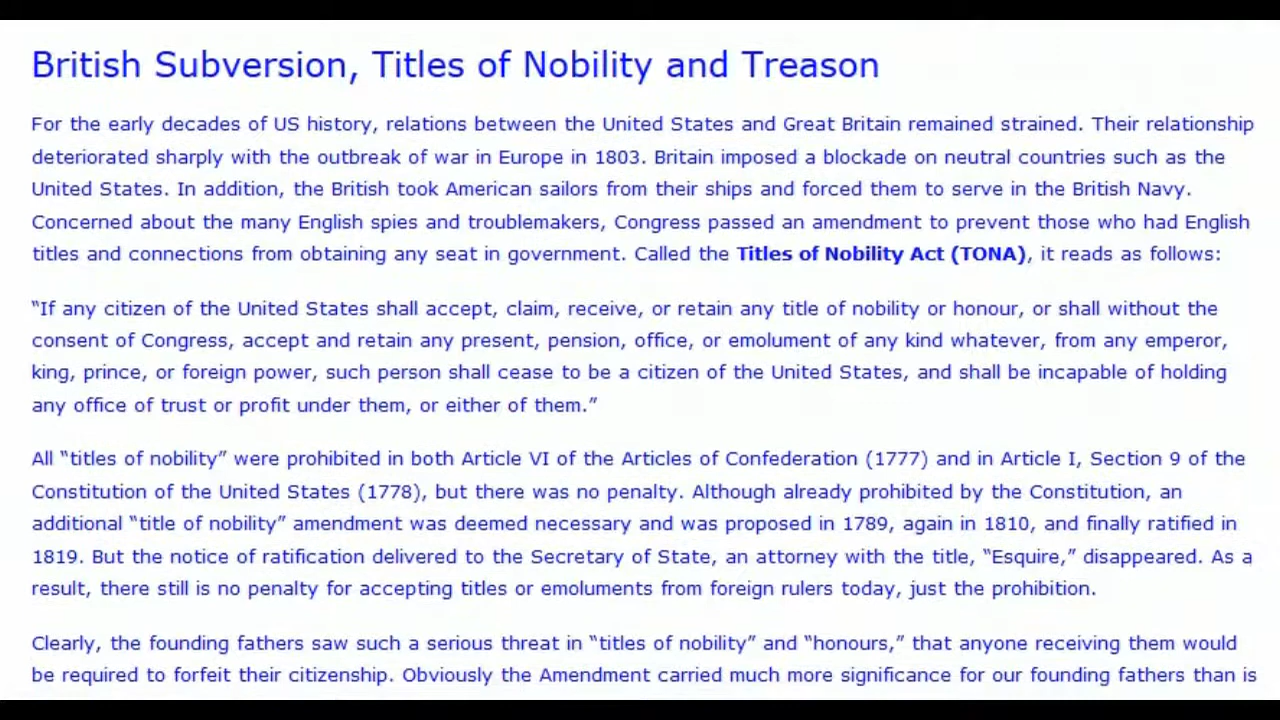 British Subversion, Titles of Nobility and Treason
For the early decades of US history, relations between the United States and Great Britain remained strained. Their relationship
deteriorated sharply with the outbreak of war in Europe in 1803. Britain imposed a blockade on neutral countries such as the
United States. In addition, the British took American sailors from their ships and forced them to serve in the British Navy.
Concerned about the many English spies and troublemakers, Congress passed an amendment to prevent those who had English
titles and connections from obtaining any seat in government. Called the Titles of Nobility Act (TONA), it reads as follows:
“If any citizen of the United States shall accept, claim, receive, or retain any title of nobility or honour, or shall without the
consent of Congress, accept and retain any present, pension, office, or emolument of any kind whatever, from any emperor,
king, prince, or foreign power, such person shall cease to be a citizen of the United States, and shall be incapable of holding
any office of trust or profit under them, or either of them.”
All “titles of nobility” were prohibited in both Article VI of the Articles of Confederation (1777) and in Article I, Section 9 of the
Constitution of the United States (1778), but there was no penalty. Although already prohibited by the Constitution, an
additional “title of nobility” amendment was deemed necessary and was proposed in 1789, again in 1810, and finally ratified in
1819. But the notice of ratification delivered to the Secretary of State, an attorney with the title, “Esquire,” disappeared. As a
result, there still is no penalty for accepting titles or emoluments from foreign rulers today, just the prohibition.
Clearly, the founding fathers saw such a serious threat in “titles of nobility” and “honours,” that anyone receiving them would
be required to forfeit their citizenship. Obviously the Amendment carried much more significance for our founding fathers than is